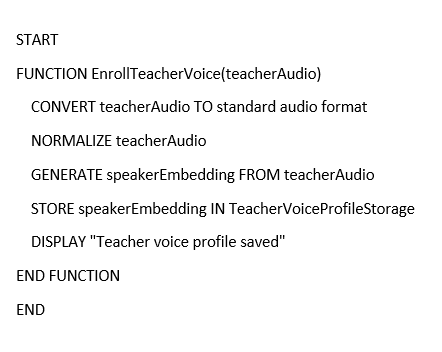 START
FUNCTION EnrollTeacherVoice(teacherAudio)
CONVERT teacherAudio TO standard audio format
NORMALIZE teacherAudio
GENERATE speakerEmbedding FROM teacherAudio
STORE speakerEmbedding IN TeacherVoiceProfileStorage
DISPLAY "Teacher voice profile saved"
END FUNCTION
END